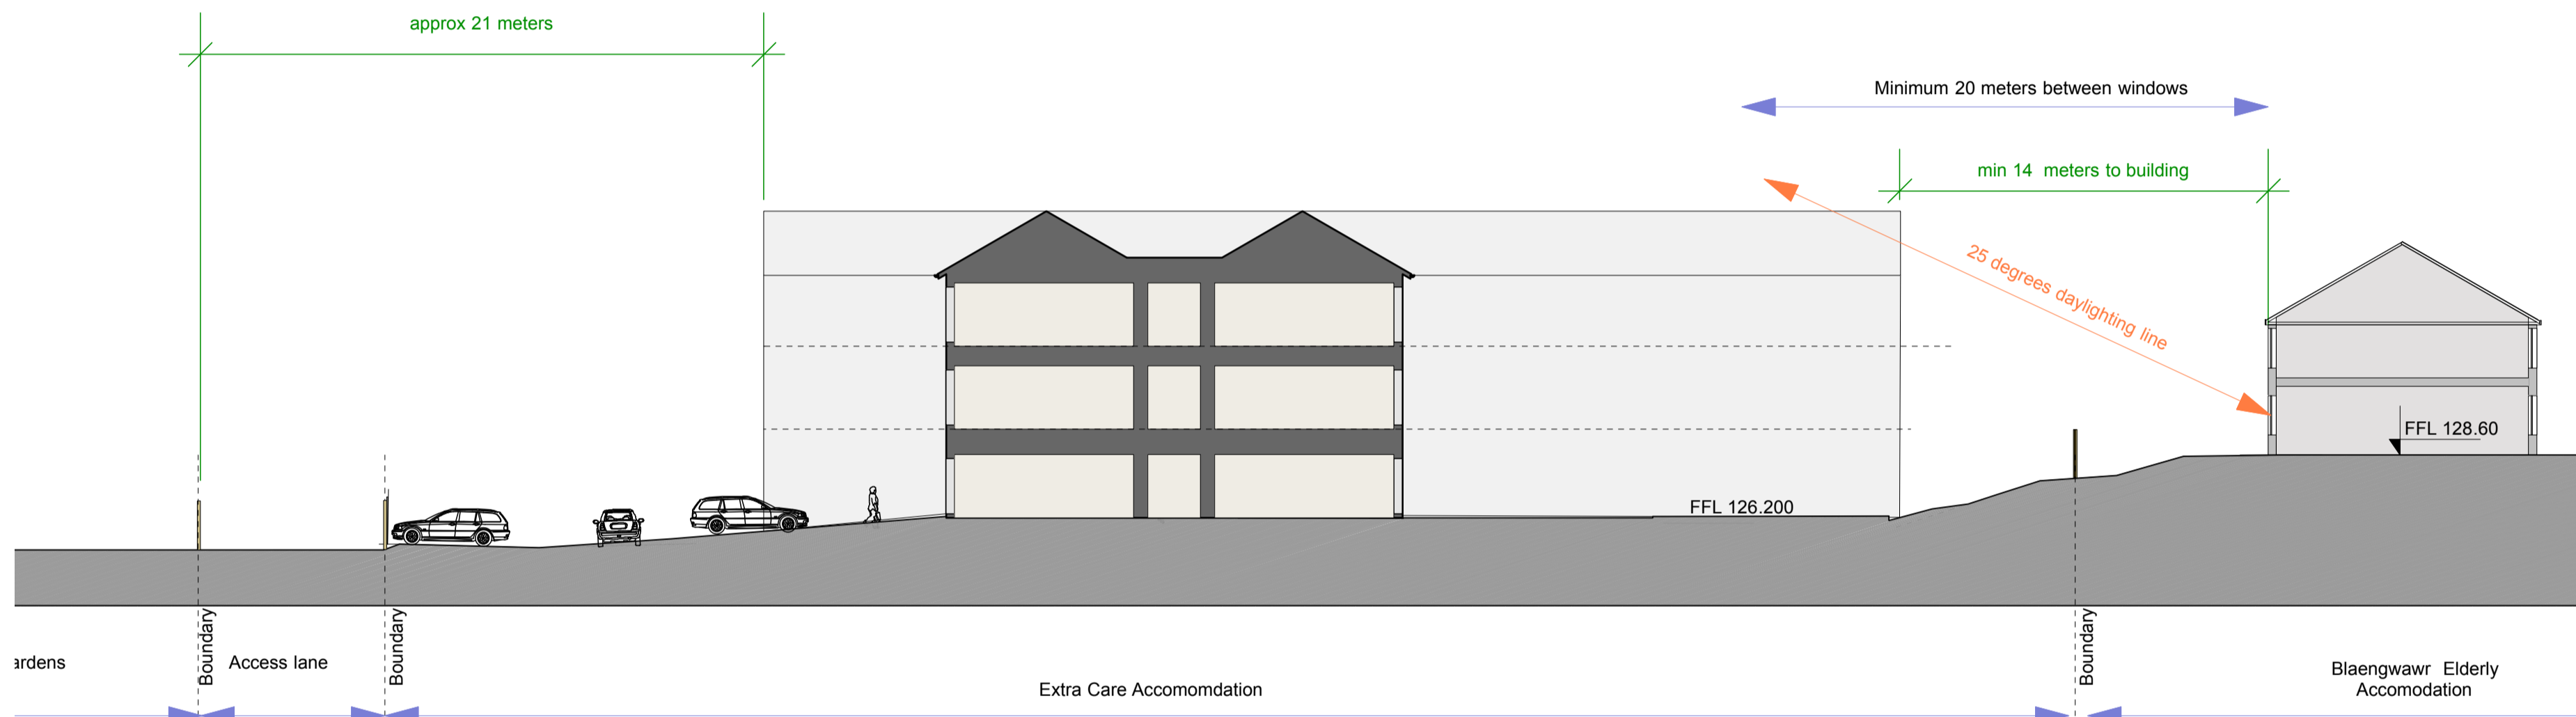 approx 21 meters
Minimum 20 meters between windows
min 14 meters to building
25 degrees daylighting line
FFL 128.60
FFL 126.200
Boundary
Boundary
Boundary
ardens
Access lane
Extra Care Accomomdation
Blaengwawr Elderly
Accomodation